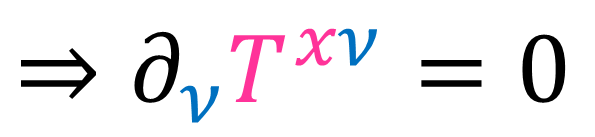 ⇒ ∂_ν T^{xν} = 0